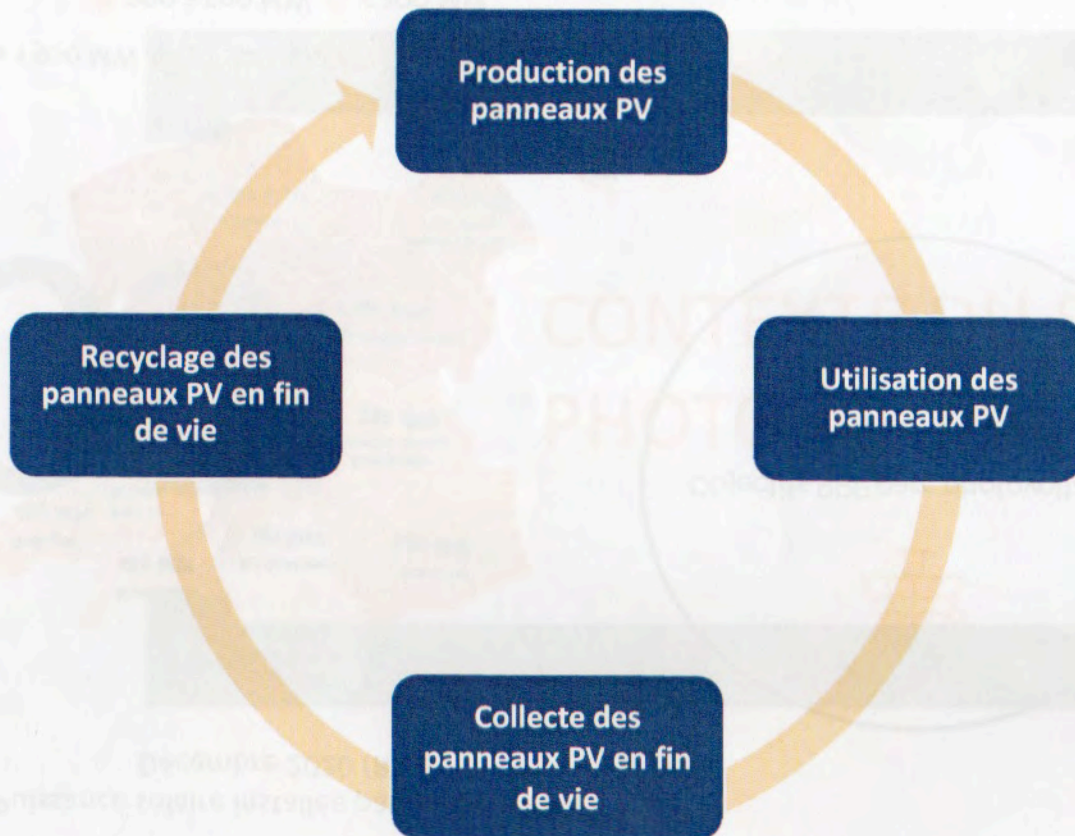 Production des
panneaux PV
Recyclage des
panneaux PV en fin
de vie
Utilisation des
panneaux PV
Collecte des
panneaux PV en fin
de vie